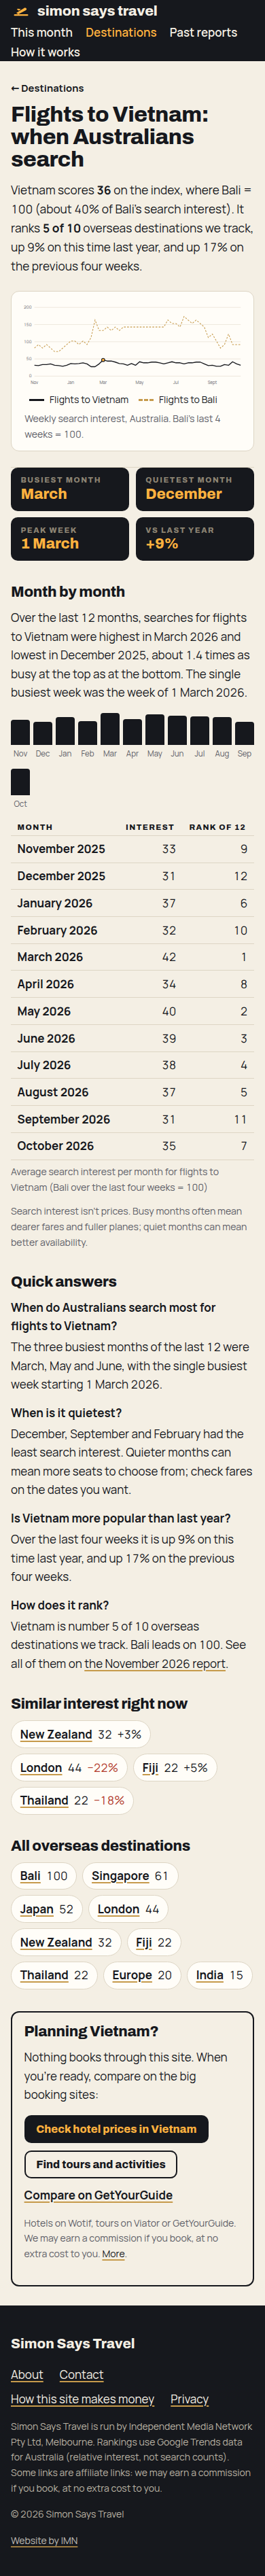 simon says travel
This month Destinations Past reports
How it works
← Destinations
Flights to Vietnam:
when Australians
search
Vietnam scores 36 on the index, where Bali =
100 (about 40% of Bali's search interest). It
ranks 5 of 10 overseas destinations we track,
up 9% on this time last year, and up 17% on
the previous four weeks.
200
150
100
50
0
Nov Jan Mar May Jul Sept
Flights to Vietnam Flights to Bali
Weekly search interest, Australia. Bali's last 4
weeks = 100.
BUSIEST MONTH
March
QUIETEST MONTH
December
PEAK WEEK
1 March
VS LAST YEAR
+9%
Month by month
Over the last 12 months, searches for flights
to Vietnam were highest in March 2026 and
lowest in December 2025, about 1.4 times as
busy at the top as at the bottom. The single
busiest week was the week of 1 March 2026.
Nov Dec Jan Feb Mar Apr May Jun Jul Aug Sep
Oct
MONTH INTEREST RANK OF 12
November 2025 33 9
December 2025 31 12
January 2026 37 6
February 2026 32 10
March 2026 42 1
April 2026 34 8
May 2026 40 2
June 2026 39 3
July 2026 38 4
August 2026 37 5
September 2026 31 11
October 2026 35 7
Average search interest per month for flights to
Vietnam (Bali over the last four weeks = 100)
Search interest isn't prices. Busy months often mean
dearer fares and fuller planes; quiet months can mean
better availability.
Quick answers
When do Australians search most for
flights to Vietnam?
The three busiest months of the last 12 were
March, May and June, with the single busiest
week starting 1 March 2026.
When is it quietest?
December, September and February had the
least search interest. Quieter months can
mean more seats to choose from; check fares
on the dates you want.
Is Vietnam more popular than last year?
Over the last four weeks it is up 9% on this
time last year, and up 17% on the previous
four weeks.
How does it rank?
Vietnam is number 5 of 10 overseas
destinations we track. Bali leads on 100. See
all of them on the November 2026 report.
Similar interest right now
New Zealand 32 +3%
London 44 −22% Fiji 22 +5%
Thailand 22 −18%
All overseas destinations
Bali 100 Singapore 61
Japan 52 London 44
New Zealand 32 Fiji 22
Thailand 22 Europe 20 India 15
Planning Vietnam?
Nothing books through this site. When
you're ready, compare on the big
booking sites:
Check hotel prices in Vietnam
Find tours and activities
Compare on GetYourGuide
Hotels on Wotif, tours on Viator or GetYourGuide.
We may earn a commission if you book, at no
extra cost to you. More.
Simon Says Travel
About Contact
How this site makes money Privacy
Simon Says Travel is run by Independent Media Network
Pty Ltd, Melbourne. Rankings use Google Trends data
for Australia (relative interest, not search counts).
Some links are affiliate links: we may earn a commission
if you book, at no extra cost to you.
© 2026 Simon Says Travel
Website by IMN